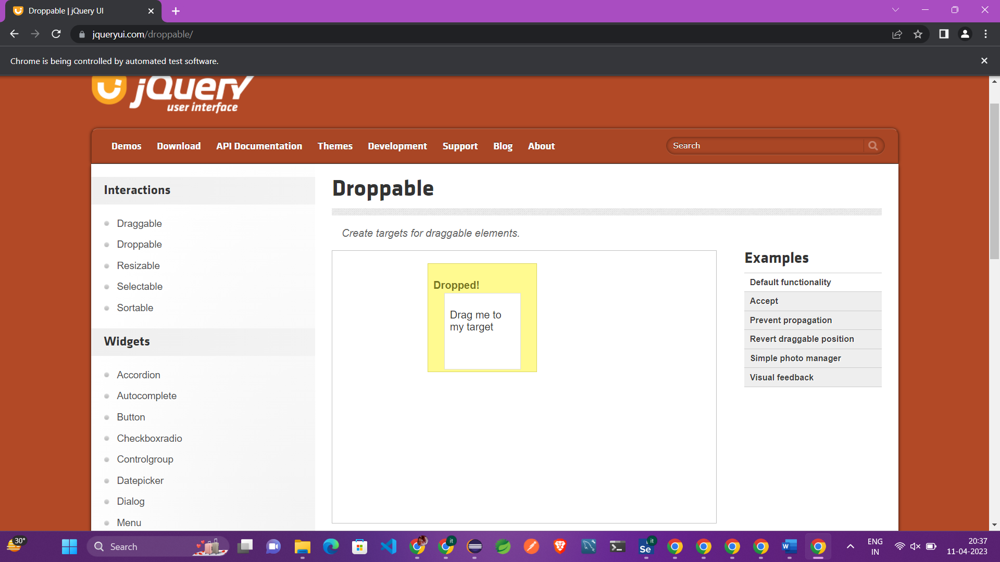 Droppable | jQuery UI
jqueryui.com/droppable/
Chrome is being controlled by automated test software.
jQuery
user interface
Demos Download API Documentation Themes Development Support Blog About
Search
Interactions
Draggable
Droppable
Resizable
Selectable
Sortable
Widgets
Accordion
Autocomplete
Button
Checkboxradio
Controlgroup
Datepicker
Dialog
Menu
Droppable
Create targets for draggable elements.
Dropped!
Drag me to
my target
Examples
Default functionality
Accept
Prevent propagation
Revert draggable position
Simple photo manager
Visual feedback
30°
Search
it
Se it
W
ENG
IN
20:37
11-04-2023